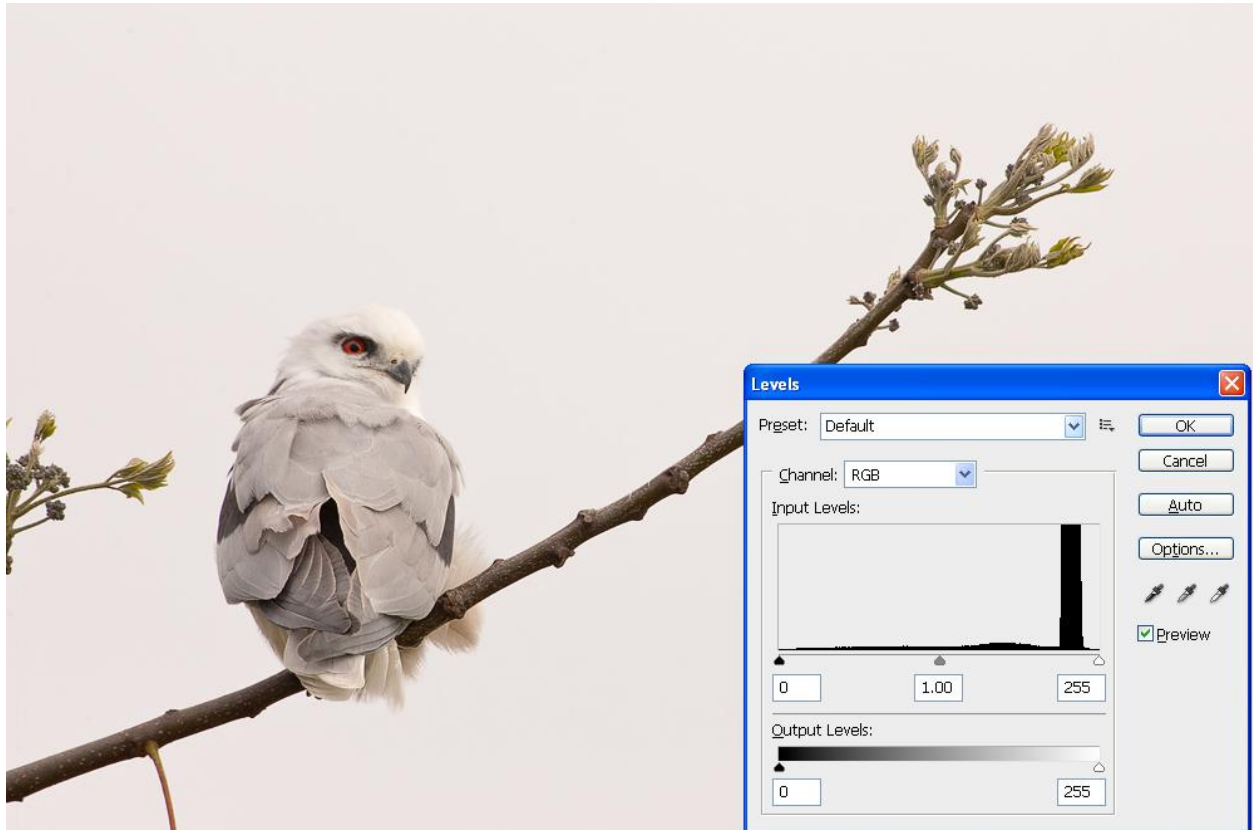 Levels
Preset: Default
OK
Cancel
Channel: RGB
Input Levels:
Auto
Options...
Preview
0 1.00 255
Output Levels:
0 255